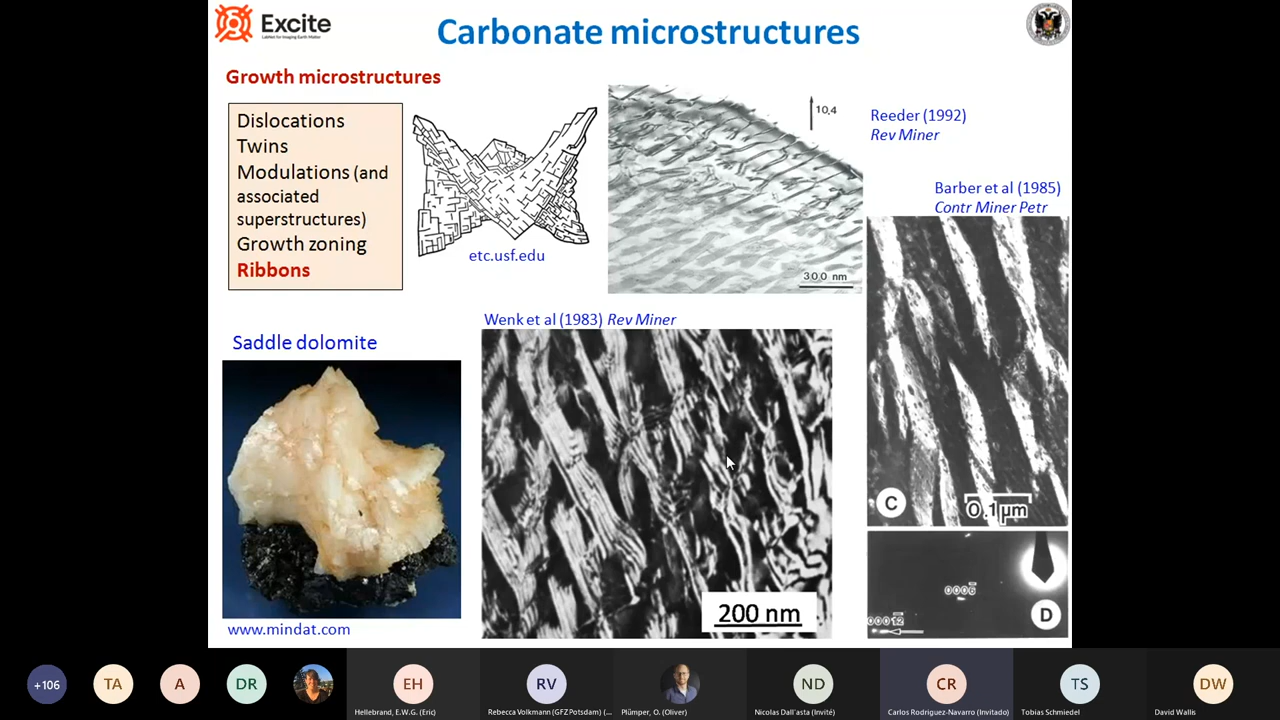 Excite
Carbonate microstructures
Growth microstructures
Dislocations
Twins
Modulations (and
associated
superstructures)
Growth zoning
Ribbons
etc.usf.edu
10.4
300 nm
Reeder (1992)
Rev Miner
Barber et al (1985)
Contr Miner Petr
Saddle dolomite
www.mindat.com
Wenk et al (1983) Rev Miner
200 nm
C
0.1μm
D
+106
TA
A
DR
EH
Hellebrand, E.W.G. (Eric)
RV
Rebecca Volkmann (GFZ Potsdam) (...
Plümper, O. (Oliver)
ND
Nicolas Dall'asta (Invité)
CR
Carlos Rodriguez-Navarro (Invitado)
TS
Tobias Schmiedel
DW
David Wallis